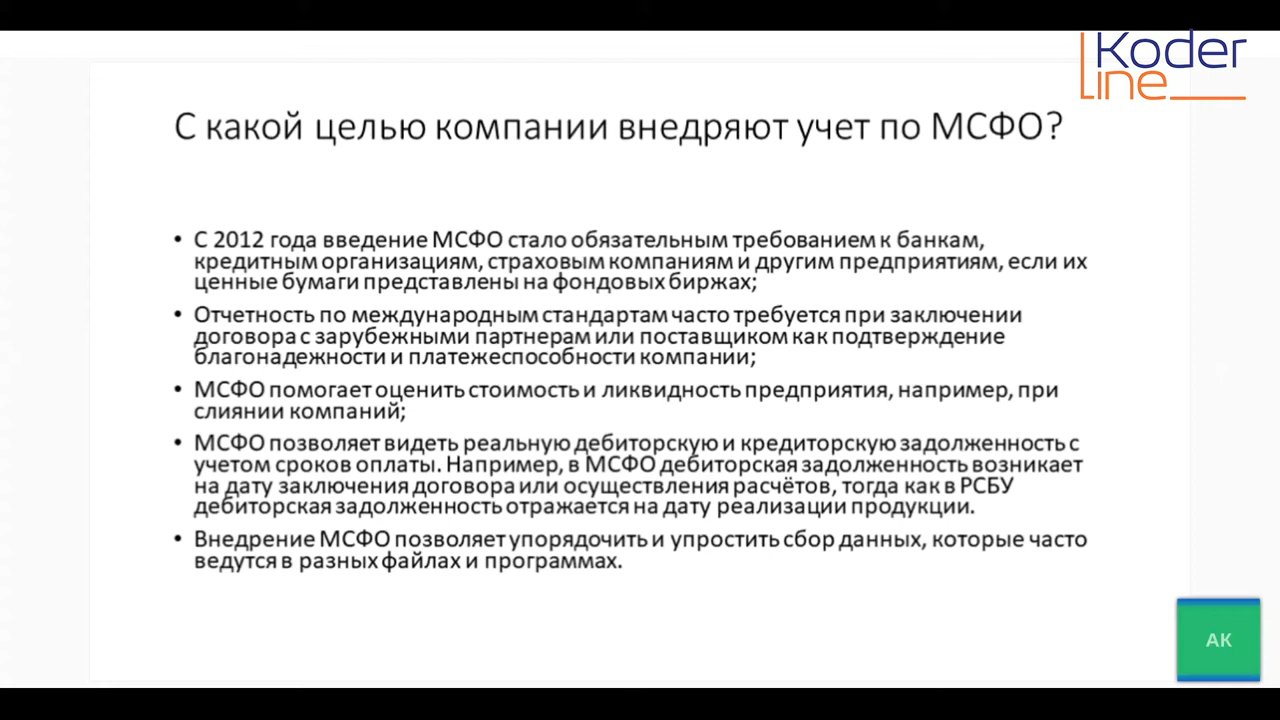 Koder
Line
С какой целью компании внедряют учет по МСФО?
• С 2012 года введение МСФО стало обязательным требованием к банкам,
кредитным организациям, страховым компаниям и другим предприятиям, если их
ценные бумаги представлены на фондовых биржах;
• Отчетность по международным стандартам часто требуется при заключении
договора с зарубежными партнерам или поставщиком как подтверждение
благонадежности и платежеспособности компании;
• МСФО помогает оценить стоимость и ликвидность предприятия, например, при
слиянии компаний;
• МСФО позволяет видеть реальную дебиторскую и кредиторскую задолженность с
учетом сроков оплаты. Например, в МСФО дебиторская задолженность возникает
на дату заключения договора или осуществления расчётов, тогда как в РСБУ
дебиторская задолженность отражается на дату реализации продукции.
• Внедрение МСФО позволяет упорядочить и упростить сбор данных, которые часто
ведутся в разных файлах и программах.
АК